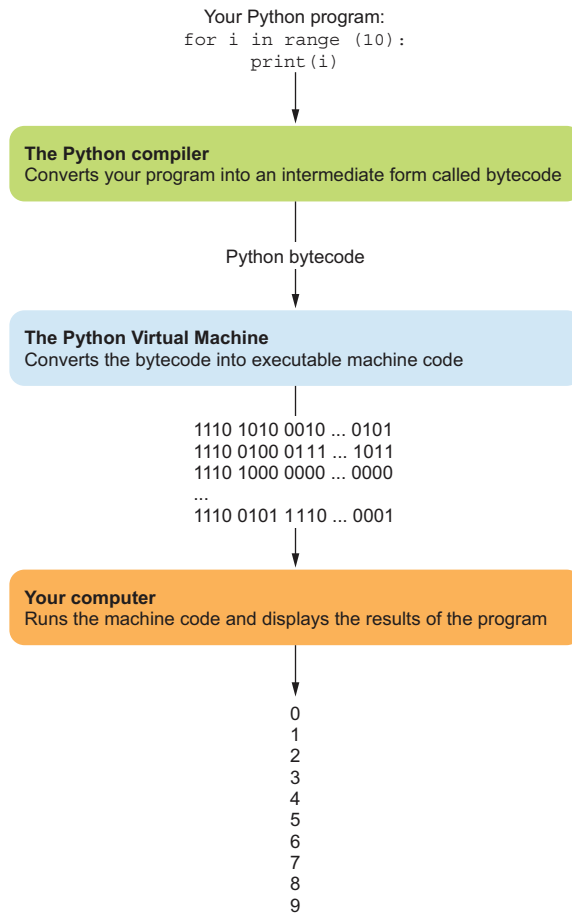 Your Python program:
for i in range (10):
print(i)
The Python compiler
Converts your program into an intermediate form called bytecode
Python bytecode
The Python Virtual Machine
Converts the bytecode into executable machine code
1110 1010 0010 ... 0101
1110 0100 0111 ... 1011
1110 1000 0000 ... 0000
...
1110 0101 1110 ... 0001
Your computer
Runs the machine code and displays the results of the program
0
1
2
3
4
5
6
7
8
9